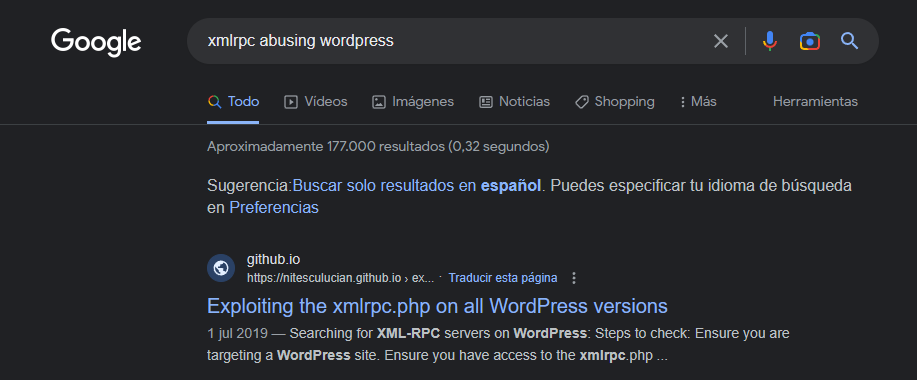 Google
xmlrpc abusing wordpress
Todo Vídeos Imágenes Noticias Shopping Más Herramientas
Aproximadamente 177.000 resultados (0,32 segundos)
Sugerencia:Buscar solo resultados en español. Puedes especificar tu idioma de búsqueda
en Preferencias
github.io
https://nitesculucian.github.io › ex... · Traducir esta página
Exploiting the xmlrpc.php on all WordPress versions
1 jul 2019 — Searching for XML-RPC servers on WordPress: Steps to check: Ensure you are
targeting a WordPress site. Ensure you have access to the xmlrpc.php ...